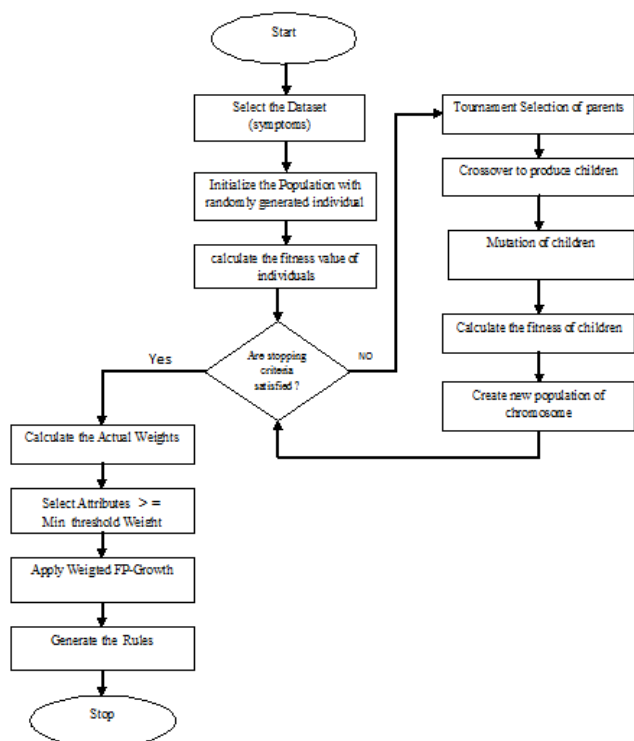 Start
Select the Dataset
(symptoms)
Initialize the Population with
randomly generated individual
calculate the fitness value of
individuals
Are stopping
criteria
satisfied ?
Yes
NO
Tournament Selection of parents
Crossover to produce children
Mutation of children
Calculate the fitness of children
Create new population of
chromosome
Calculate the Actual Weights
Select Attributes >=
Min threshold Weight
Apply Weigted FP-Growth
Generate the Rules
Stop